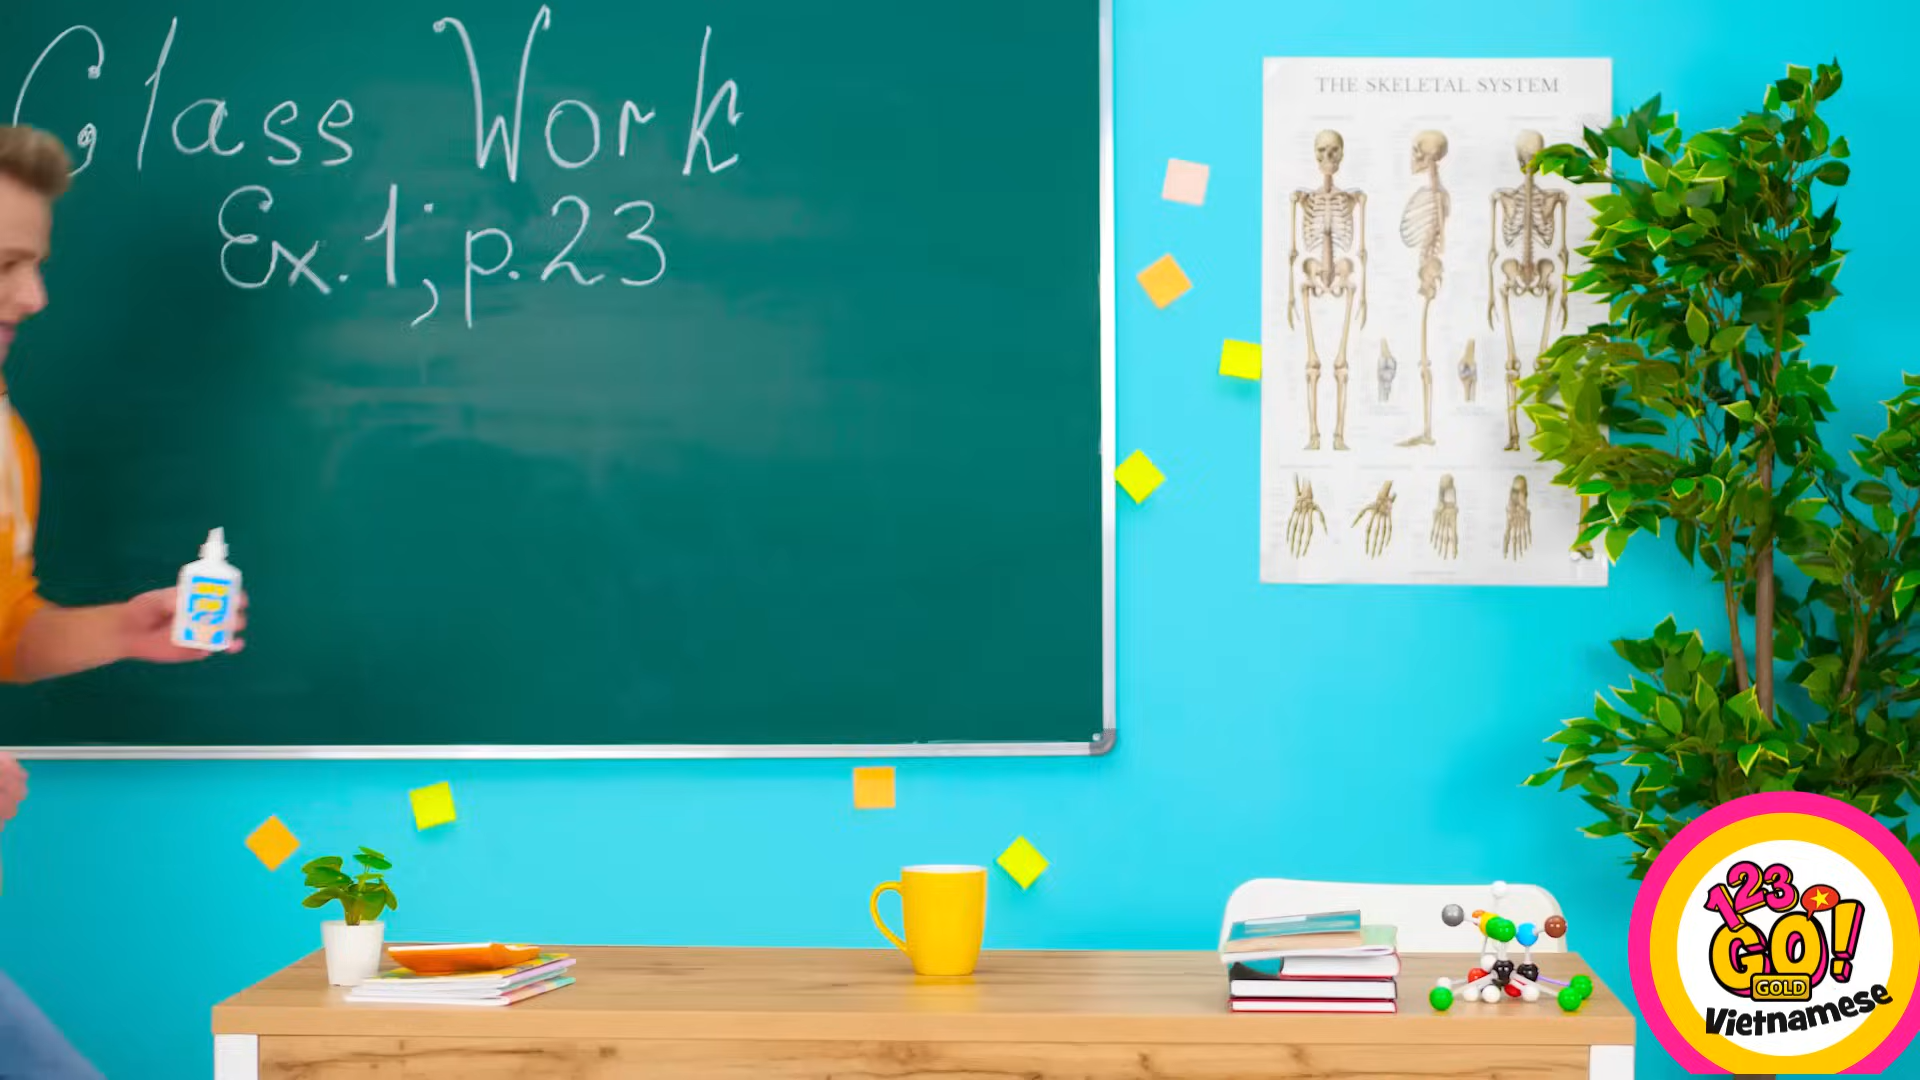 Class Work
Ex. 1; p. 23
THE SKELETAL SYSTEM
123
GO!
GOLD
Vietnamese